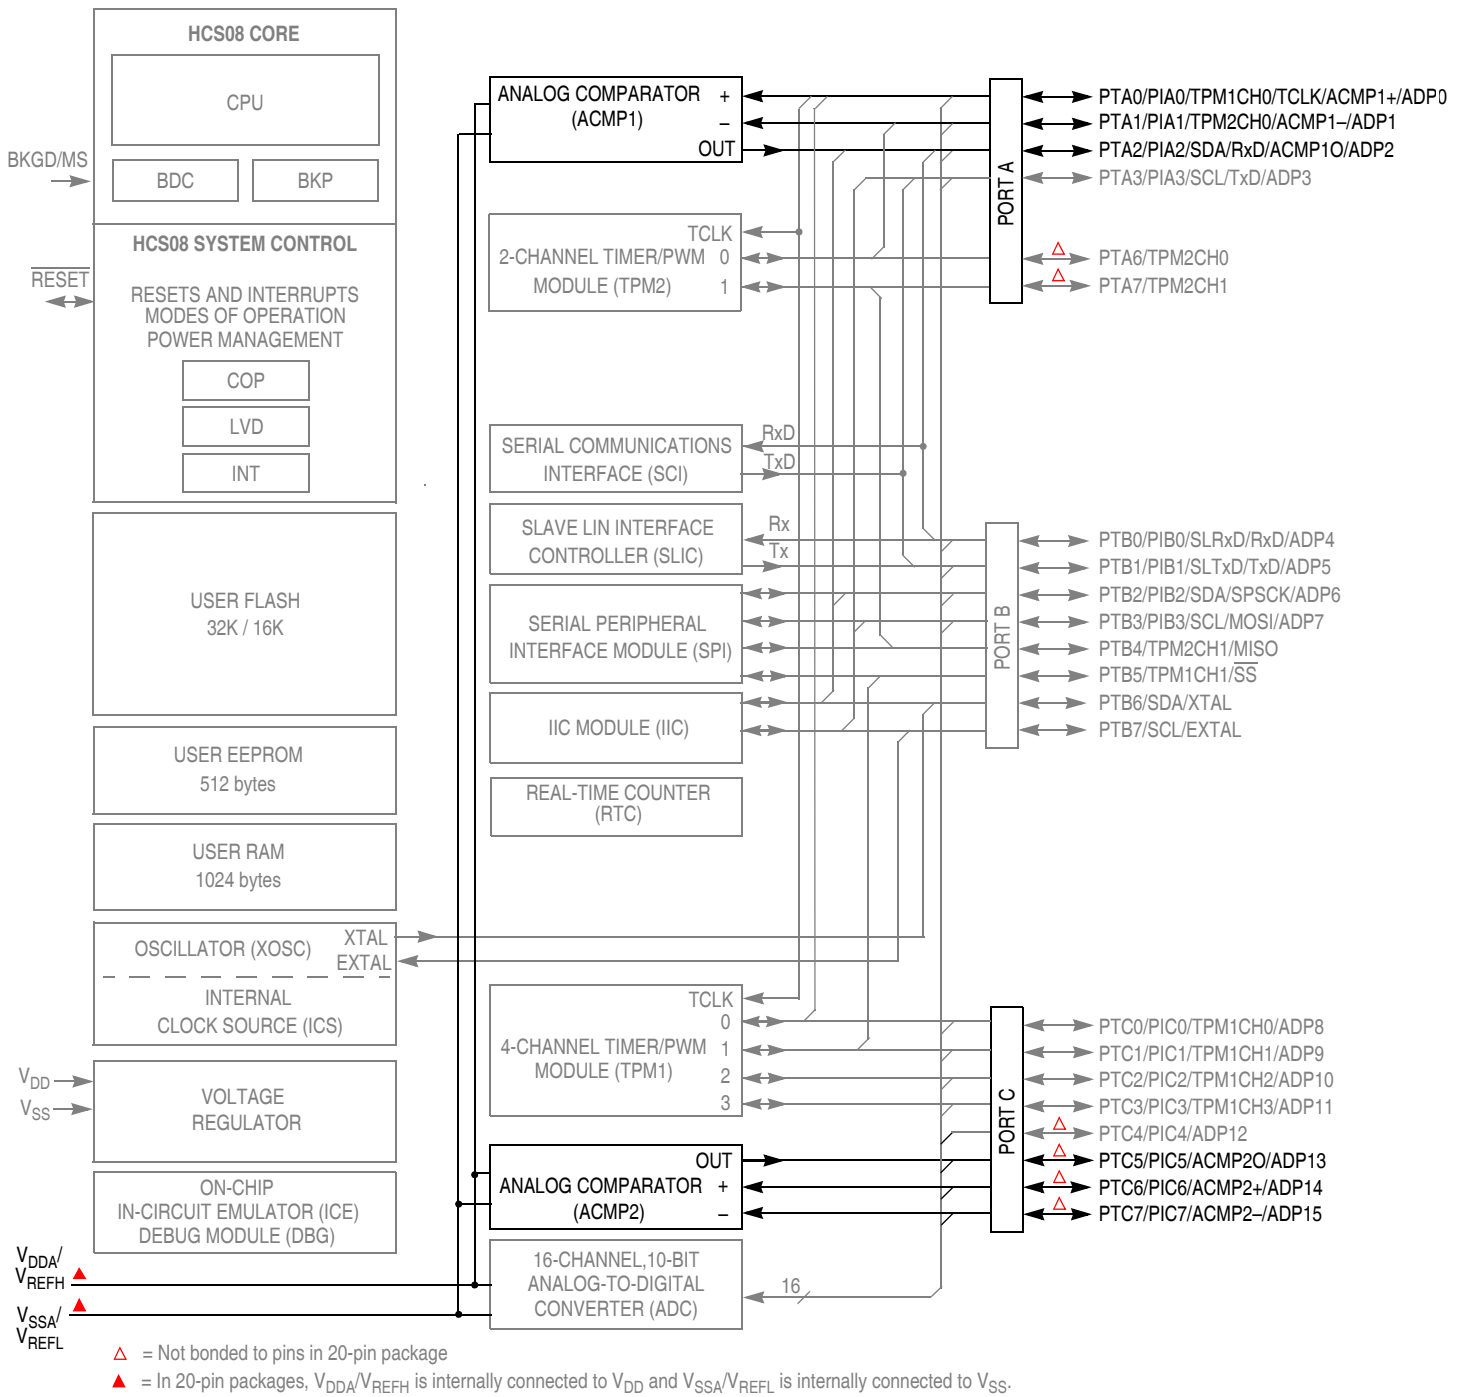 HCS08 CORE
CPU
BDC
BKP
BKGD/MS
HCS08 SYSTEM CONTROL
RESET
RESETS AND INTERRUPTS
MODES OF OPERATION
POWER MANAGEMENT
COP
LVD
INT
USER FLASH
32K / 16K
USER EEPROM
512 bytes
USER RAM
1024 bytes
OSCILLATOR (XOSC)
XTAL
EXTAL
INTERNAL
CLOCK SOURCE (ICS)
VDD
VSS
VOLTAGE
REGULATOR
ON-CHIP
IN-CIRCUIT EMULATOR (ICE)
DEBUG MODULE (DBG)
VDDA/
VREFH
VSSA/
VREFL
ANALOG COMPARATOR
(ACMP1)
+
–
OUT
TCLK
2-CHANNEL TIMER/PWM 0
MODULE (TPM2) 1
SERIAL COMMUNICATIONS
INTERFACE (SCI)
RxD
TxD
SLAVE LIN INTERFACE
CONTROLLER (SLIC)
Rx
Tx
SERIAL PERIPHERAL
INTERFACE MODULE (SPI)
IIC MODULE (IIC)
REAL-TIME COUNTER
(RTC)
TCLK
0
4-CHANNEL TIMER/PWM 1
MODULE (TPM1)
2
3
OUT
ANALOG COMPARATOR +
(ACMP2) –
16-CHANNEL,10-BIT
ANALOG-TO-DIGITAL
CONVERTER (ADC)
16
PORT A
PTA0/PIA0/TPM1CH0/TCLK/ACMP1+/ADP0
PTA1/PIA1/TPM2CH0/ACMP1–/ADP1
PTA2/PIA2/SDA/RxD/ACMP1O/ADP2
PTA3/PIA3/SCL/TxD/ADP3
PTA6/TPM2CH0
PTA7/TPM2CH1
PORT B
PTB0/PIB0/SLRxD/RxD/ADP4
PTB1/PIB1/SLTxD/TxD/ADP5
PTB2/PIB2/SDA/SPSCK/ADP6
PTB3/PIB3/SCL/MOSI/ADP7
PTB4/TPM2CH1/MISO
PTB5/TPM1CH1/SS
PTB6/SDA/XTAL
PTB7/SCL/EXTAL
PORT C
PTC0/PIC0/TPM1CH0/ADP8
PTC1/PIC1/TPM1CH1/ADP9
PTC2/PIC2/TPM1CH2/ADP10
PTC3/PIC3/TPM1CH3/ADP11
PTC4/PIC4/ADP12
PTC5/PIC5/ACMP2O/ADP13
PTC6/PIC6/ACMP2+/ADP14
PTC7/PIC7/ACMP2–/ADP15
△ = Not bonded to pins in 20-pin package
▲ = In 20-pin packages, VDDA/VREFH is internally connected to VDD and VSSA/VREFL is internally connected to VSS.